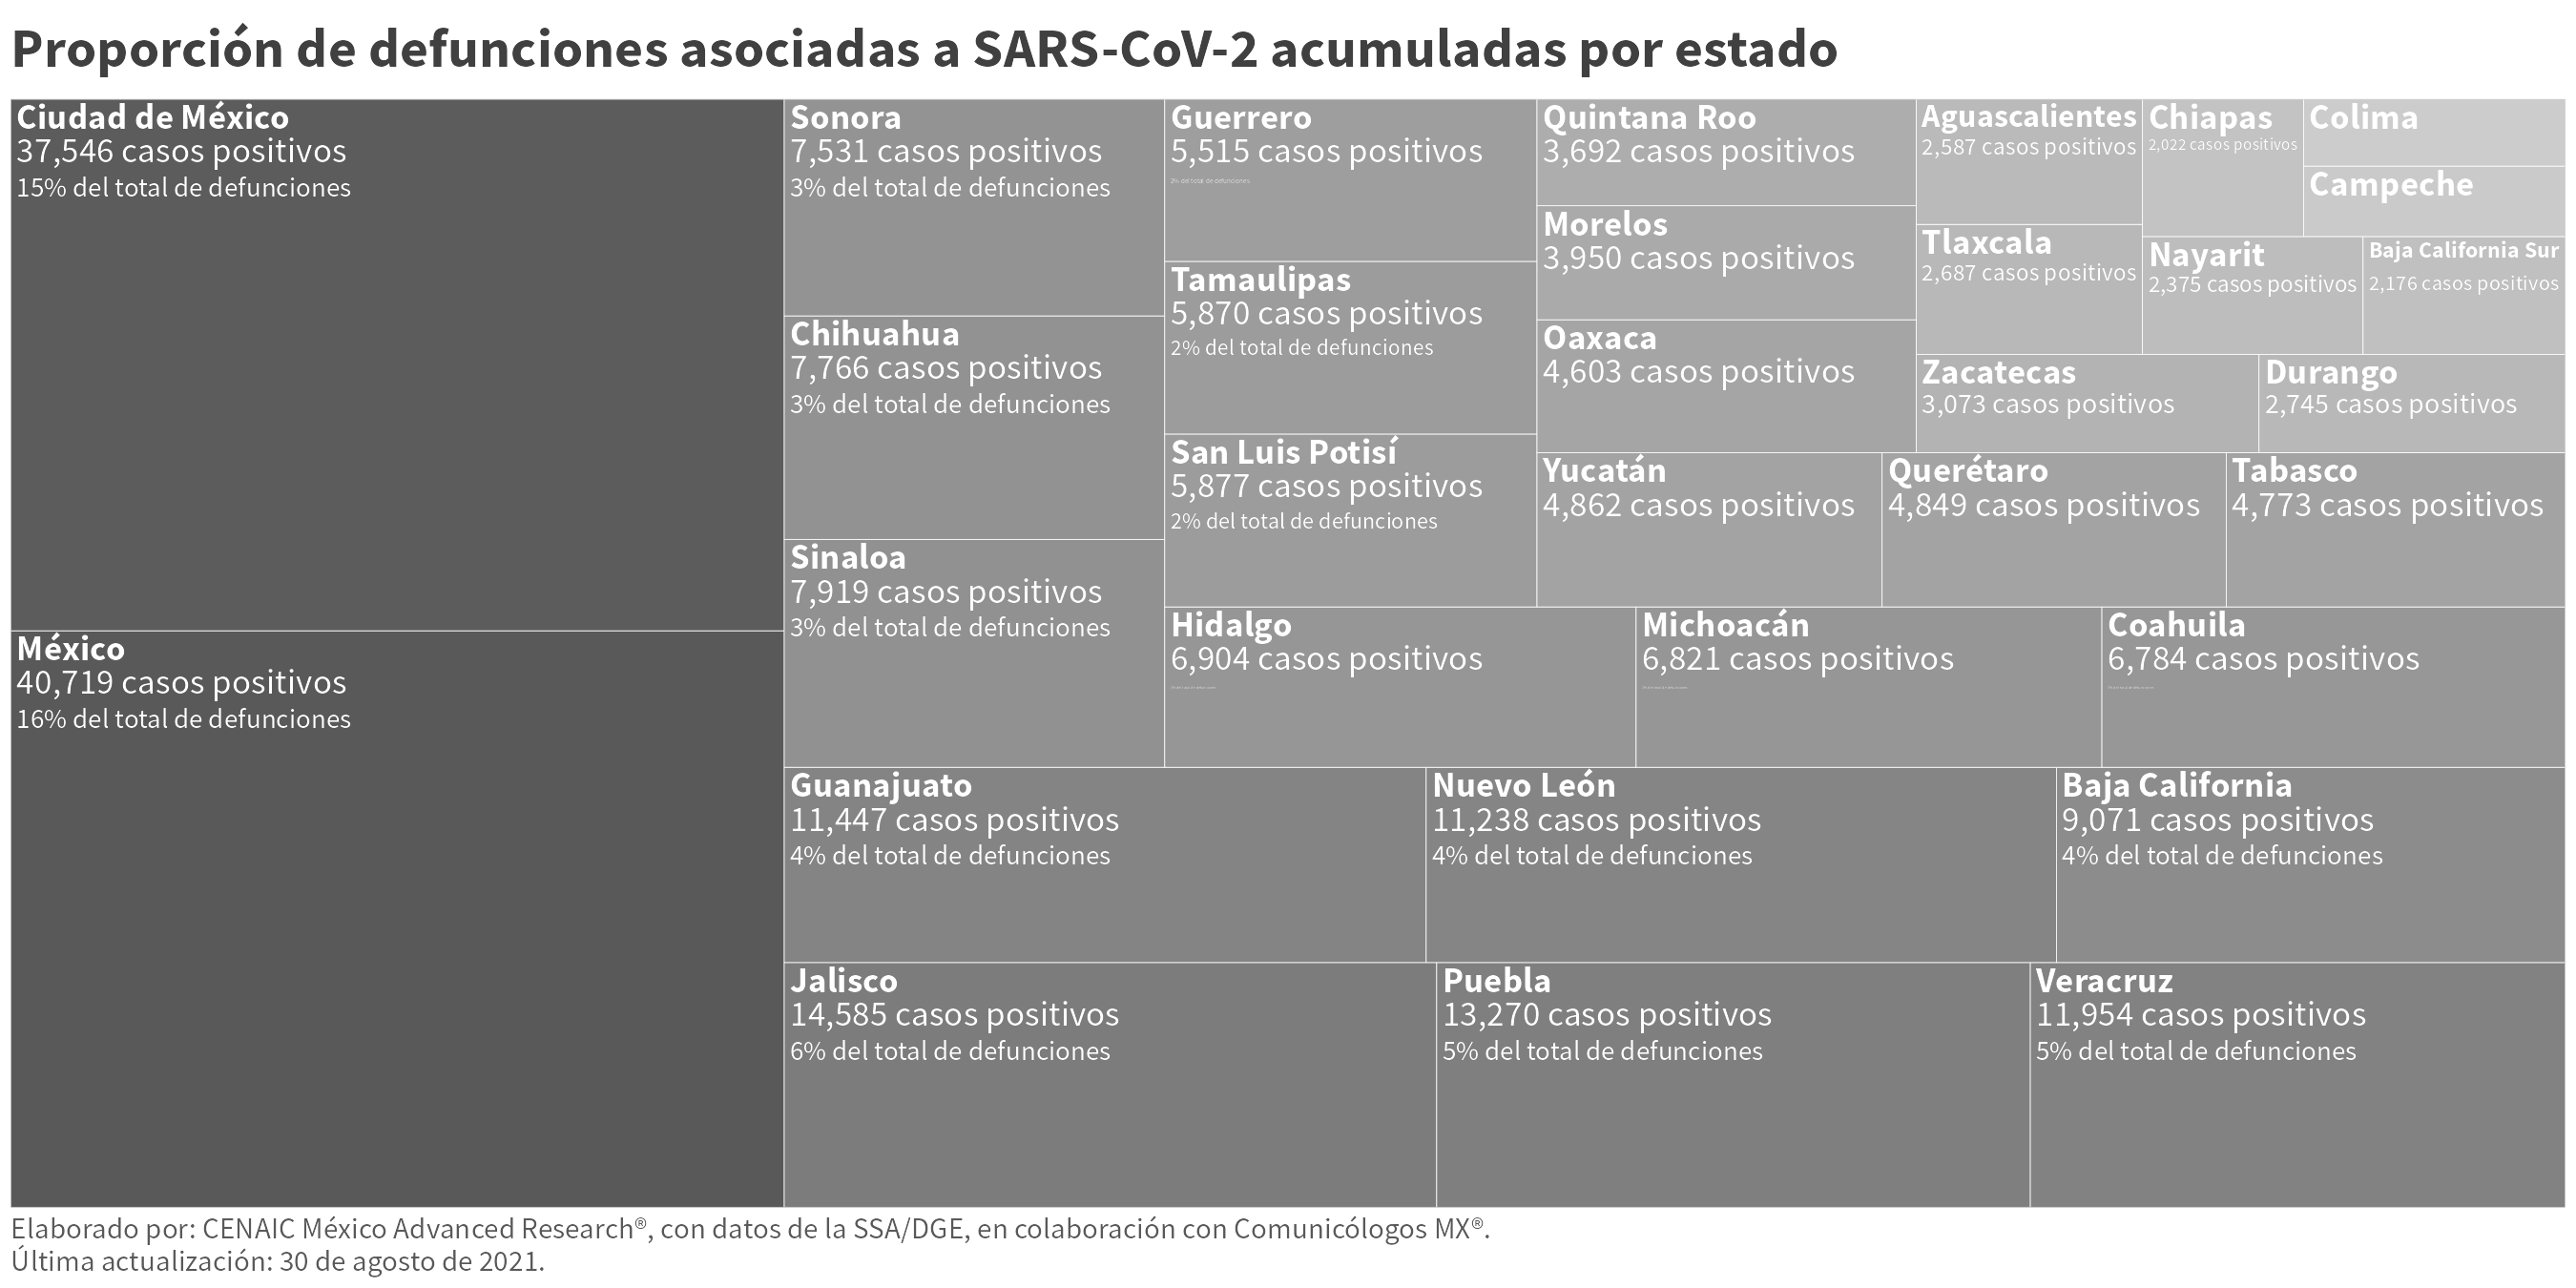 Proporción de defunciones asociadas a SARS-CoV-2 acumuladas por estado
Ciudad de México
37,546 casos positivos
15% del total de defunciones
México
40,719 casos positivos
16% del total de defunciones
Sonora
7,531 casos positivos
3% del total de defunciones
Chihuahua
7,766 casos positivos
3% del total de defunciones
Sinaloa
7,919 casos positivos
3% del total de defunciones
Guerrero
5,515 casos positivos
2% del total de defunciones
Tamaulipas
5,870 casos positivos
2% del total de defunciones
San Luis Potisí
5,877 casos positivos
2% del total de defunciones
Quintana Roo
3,692 casos positivos
Morelos
3,950 casos positivos
Oaxaca
4,603 casos positivos
Aguascalientes
2,587 casos positivos
Tlaxcala
2,687 casos positivos
Chiapas
2,022 casos positivos
Colima
Campeche
Nayarit
2,375 casos positivos
Baja California Sur
2,176 casos positivos
Zacatecas
3,073 casos positivos
Durango
2,745 casos positivos
Yucatán
4,862 casos positivos
Querétaro
4,849 casos positivos
Tabasco
4,773 casos positivos
Hidalgo
6,904 casos positivos
Michoacán
6,821 casos positivos
Coahuila
6,784 casos positivos
Guanajuato
11,447 casos positivos
4% del total de defunciones
Nuevo León
11,238 casos positivos
4% del total de defunciones
Baja California
9,071 casos positivos
4% del total de defunciones
Jalisco
14,585 casos positivos
6% del total de defunciones
Puebla
13,270 casos positivos
5% del total de defunciones
Veracruz
11,954 casos positivos
5% del total de defunciones
Elaborado por: CENAIC México Advanced Research®, con datos de la SSA/DGE, en colaboración con Comunicólogos MX®.
Última actualización: 30 de agosto de 2021.